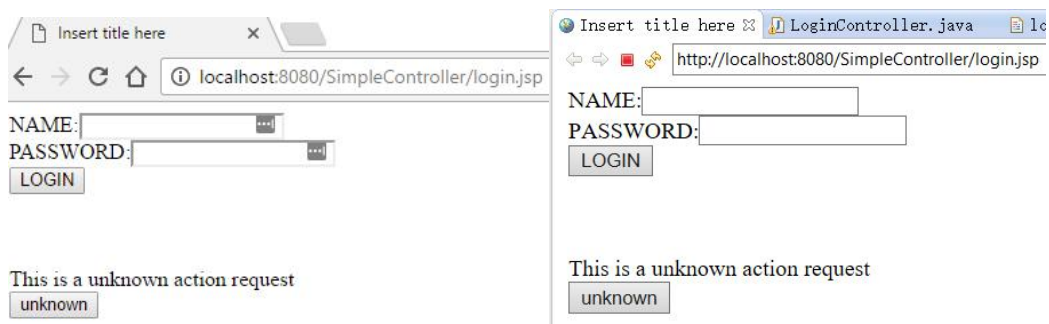 Insert title here
localhost:8080/SimpleController/login.jsp
NAME:
PASSWORD:
LOGIN
This is a unknown action request
unknown
Insert title here LoginController.java lo
http://localhost:8080/SimpleController/login.jsp
NAME:
PASSWORD:
LOGIN
This is a unknown action request
unknown